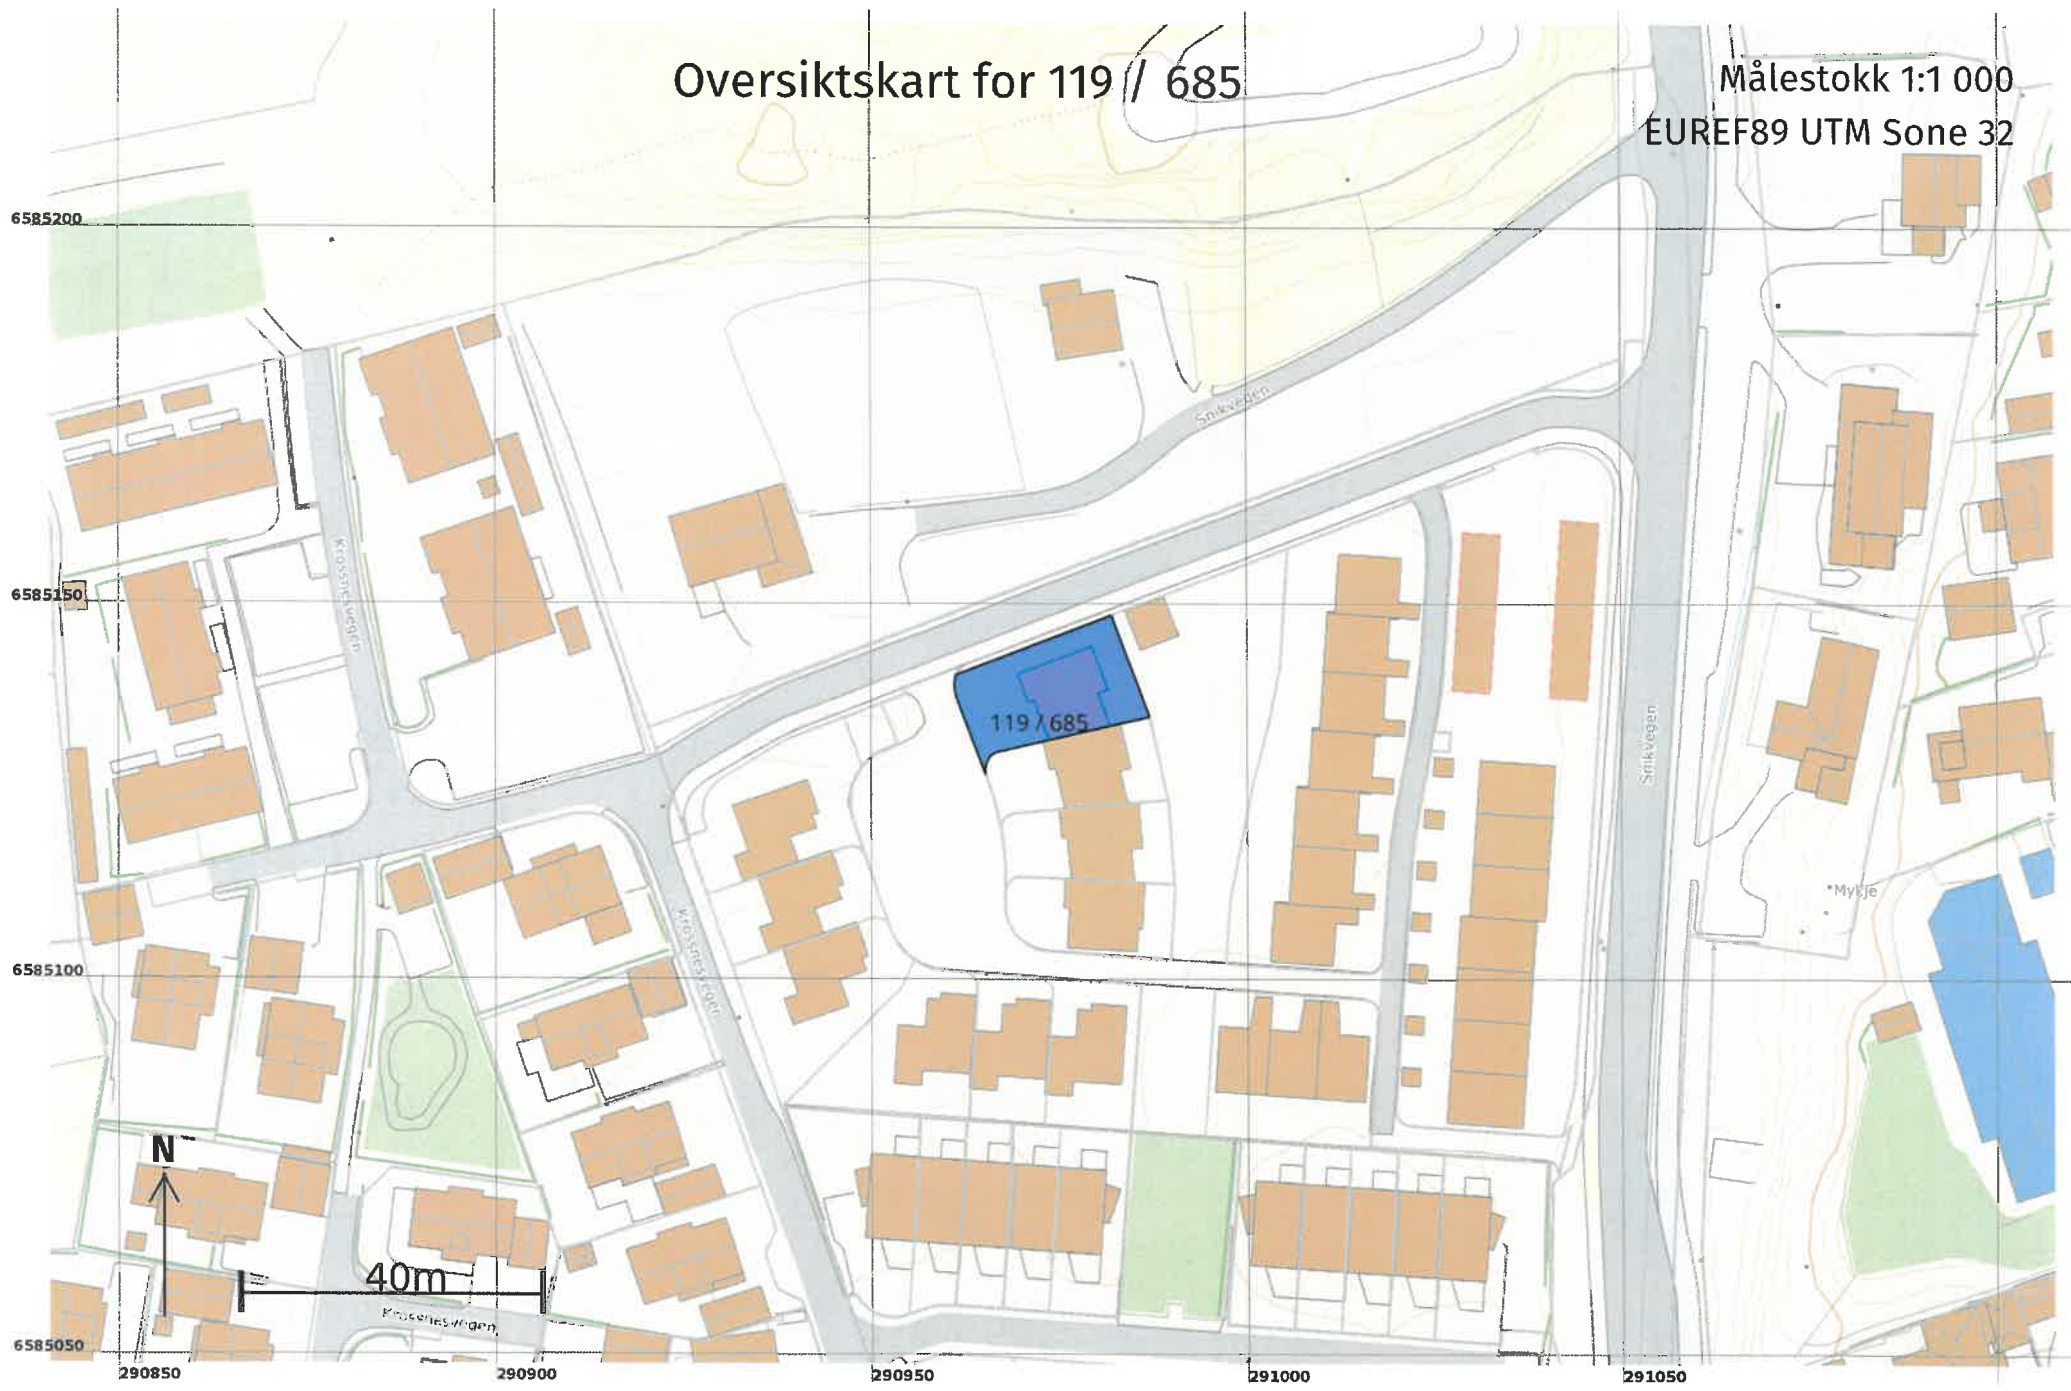 Oversiktskart for 119 / 685
Målestokk 1:1 000
EUREF89 UTM Sone 32
6585200
Snikvegen
Krossnesvegen
6585150
119 / 685
Snikvegen
Mykje
Krossnesvegen
6585100
N
40m
Krossnesvegen
6585050
290850
290900
290950
291000
291050